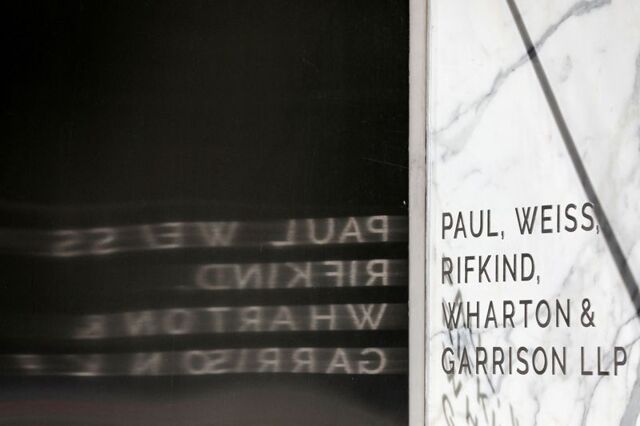 PAUL, WEISS,
RIFKIND,
WHARTON &
GARRISON LLP